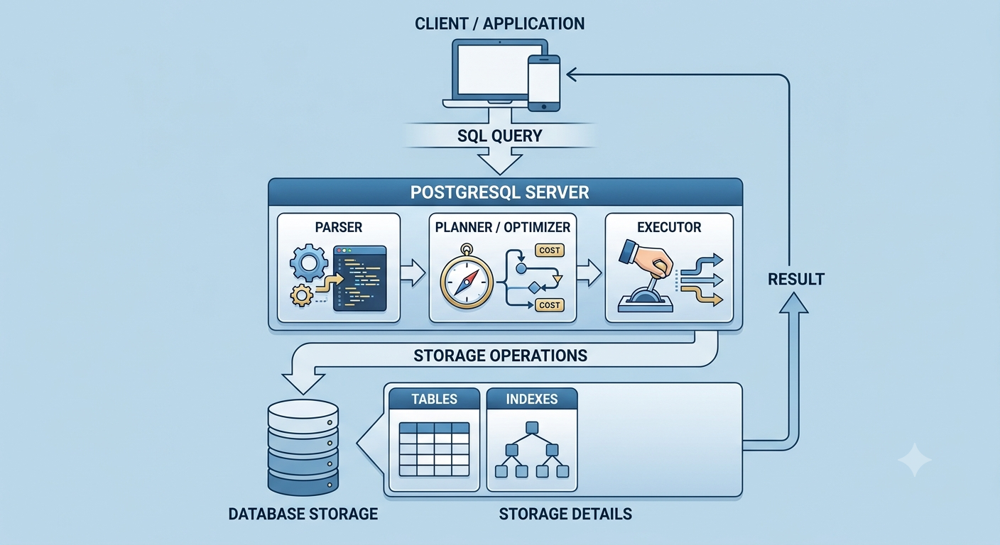 CLIENT / APPLICATION
SQL QUERY
POSTGRESQL SERVER
PARSER
PLANNER / OPTIMIZER
COST
COST
EXECUTOR
RESULT
STORAGE OPERATIONS
TABLES
INDEXES
DATABASE STORAGE
STORAGE DETAILS